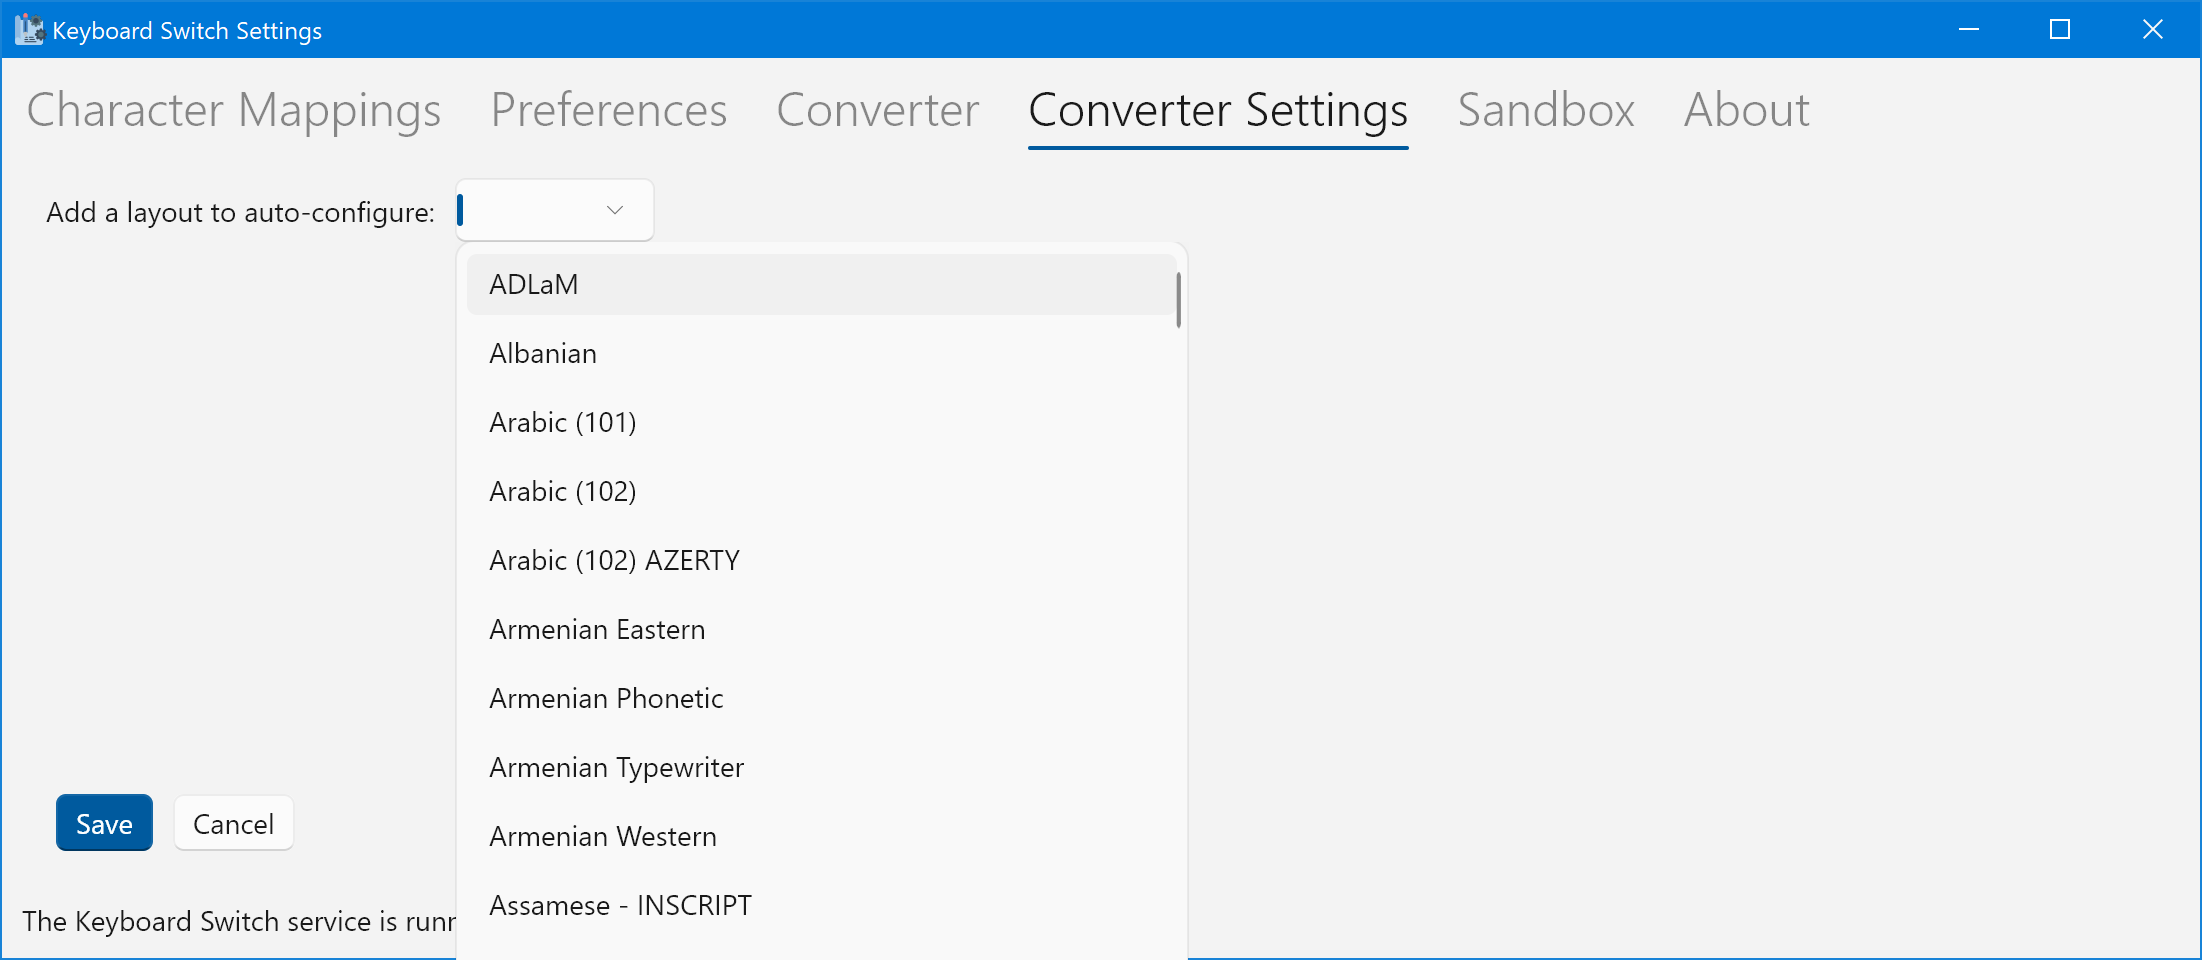 Keyboard Switch Settings
Character Mappings Preferences Converter Converter Settings Sandbox About
Add a layout to auto-configure:
ADLaM
Albanian
Arabic (101)
Arabic (102)
Arabic (102) AZERTY
Armenian Eastern
Armenian Phonetic
Armenian Typewriter
Armenian Western
Assamese - INSCRIPT
Save Cancel
The Keyboard Switch service is